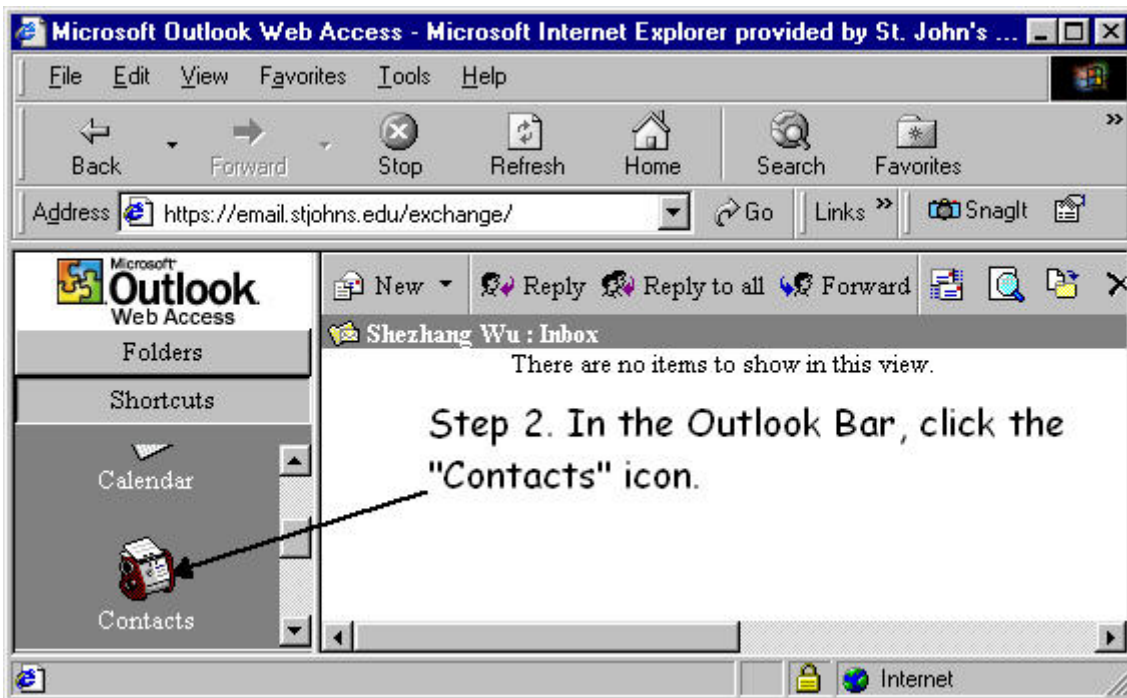 Microsoft Outlook Web Access - Microsoft Internet Explorer provided by St. John's ...
File Edit View Favorites Tools Help
Back Forward Stop Refresh Home Search Favorites »
Address https://email.stjohns.edu/exchange/ Go Links » SnagIt
Microsoft
Outlook
Web Access
New Reply Reply to all Forward
Folders
Shezhang Wu : Inbox
There are no items to show in this view.
Shortcuts
Step 2. In the Outlook Bar, click the
"Contacts" icon.
Calendar
Contacts
Internet